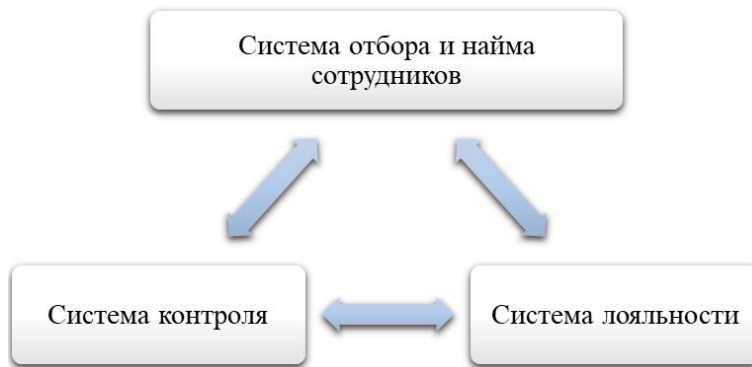 Система отбора и найма
сотрудников
Система контроля
Система лояльности